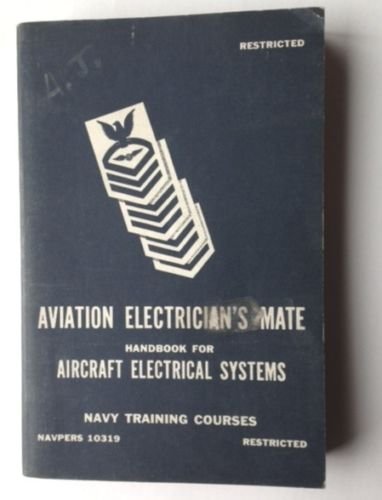 RESTRICTED
A.J.
AVIATION ELECTRICIAN'S MATE
HANDBOOK FOR
AIRCRAFT ELECTRICAL SYSTEMS
NAVY TRAINING COURSES
NAVPERS 10319 RESTRICTED